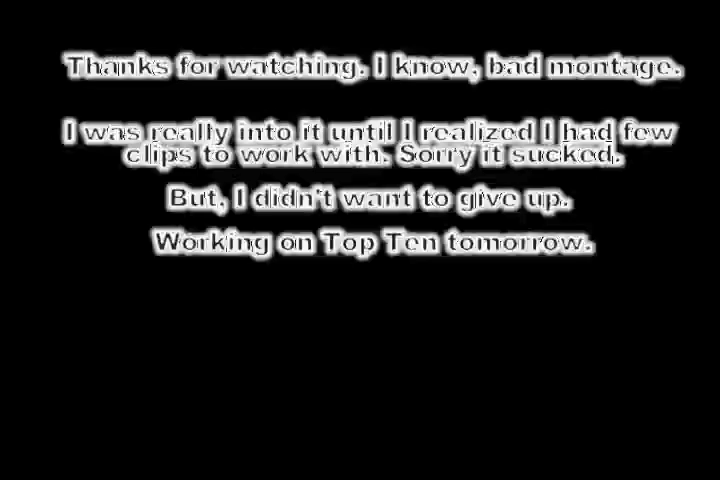 Thanks for watching. I know, bad montage.
I was really into it until I realized I had few
clips to work with. Sorry it sucked.
But, I didn't want to give up.
Working on Top Ten tomorrow.